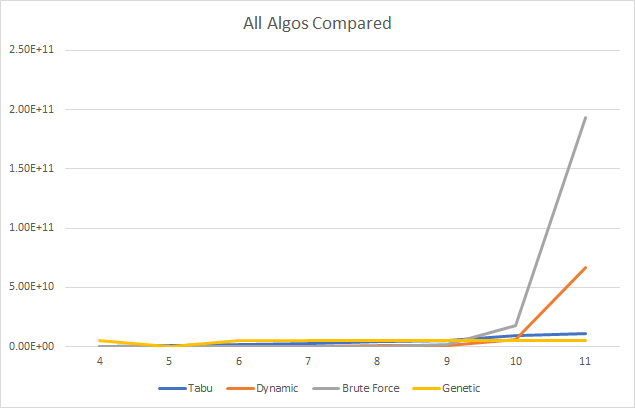 All Algos Compared
2.50E+11
2.00E+11
1.50E+11
1.00E+11
5.00E+10
0.00E+00
4 5 6 7 8 9 10 11
Tabu Dynamic Brute Force Genetic